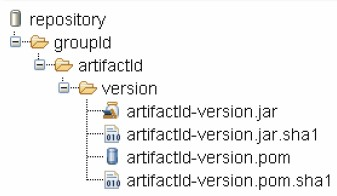 repository
groupId
artifactId
version
artifactId-version.jar
artifactId-version.jar.sha1
artifactId-version.pom
artifactId-version.pom.sha1